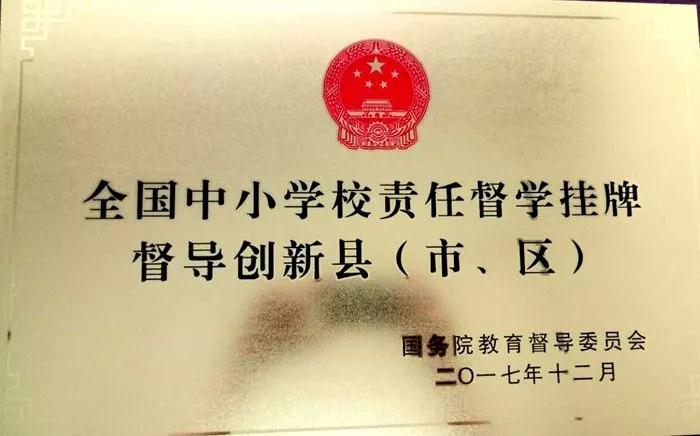 全国中小学校责任督学挂牌
督导创新县（市、区）
国务院教育督导委员会
二〇一七年十二月